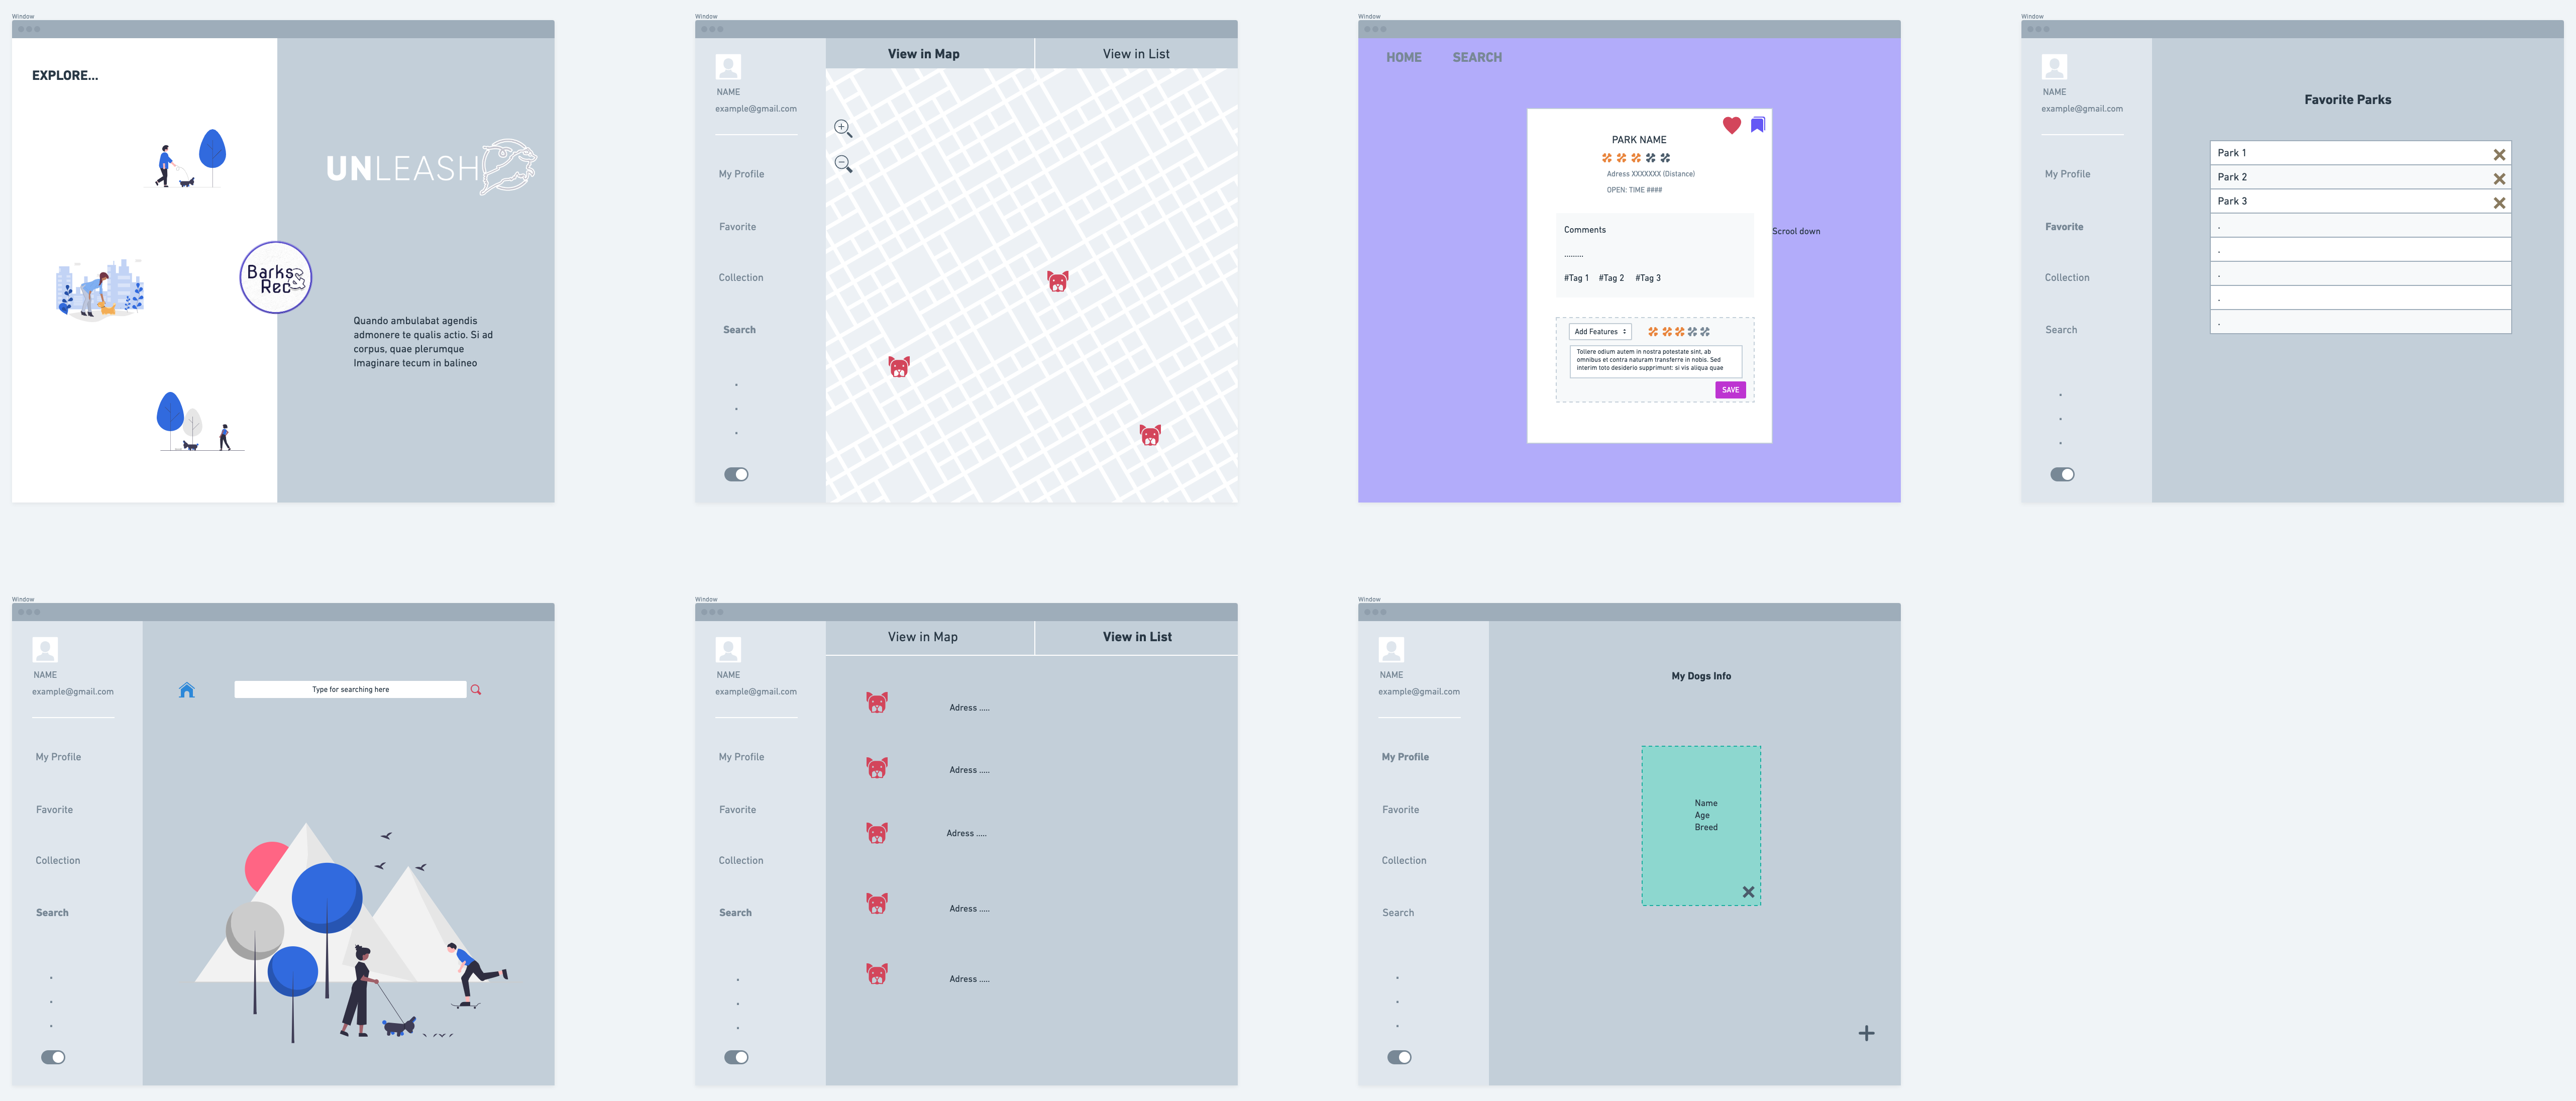 Window
EXPLORE...
UNLEASH
Barks &
Rec
Quando ambulabat agendis
admonere te qualis actio. Si ad
corpus, quae plerumque
Imaginare tecum in balineo
Window
NAME
example@gmail.com
My Profile
Favorite
Collection
Search
View in Map
View in List
Window
HOME
SEARCH
PARK NAME
Adress XXXXXXX (Distance)
OPEN: TIME ####
Comments
.........
#Tag 1 #Tag 2 #Tag 3
Scrool down
Add Features
Tollere odium autem in nostra potestate sint, ab
omnibus et contra naturam transferre in nobis. Sed
interim toto desiderio supprimunt: si vis aliqua quae
SAVE
Window
NAME
example@gmail.com
My Profile
Favorite
Collection
Search
Favorite Parks
Park 1
Park 2
Park 3
.
.
.
.
.
Window
NAME
example@gmail.com
My Profile
Favorite
Collection
Search
Type for searching here
Window
NAME
example@gmail.com
My Profile
Favorite
Collection
Search
View in Map
View in List
Adress .....
Adress .....
Adress .....
Adress .....
Adress .....
Window
NAME
example@gmail.com
My Profile
Favorite
Collection
Search
My Dogs Info
Name
Age
Breed